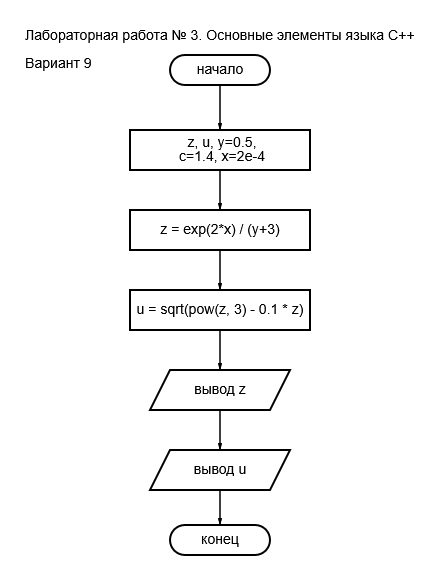 Лабораторная работа № 3. Основные элементы языка C++
Вариант 9
начало
z, u, y=0.5,
c=1.4, x=2e-4
z = exp(2*x) / (y+3)
u = sqrt(pow(z, 3) - 0.1 * z)
вывод z
вывод u
конец